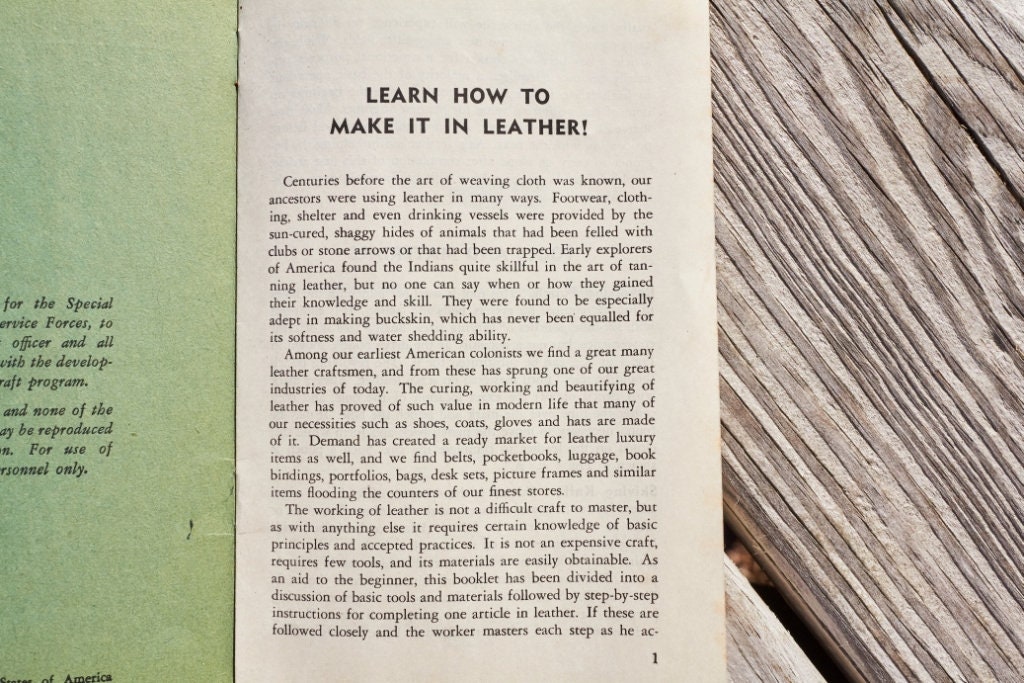 for the Special
ervice Forces, to
officer and all
with the develop-
raft program.
and none of the
ay be reproduced
n. For use of
rsonnel only.
States of America
LEARN HOW TO
MAKE IT IN LEATHER!
Centuries before the art of weaving cloth was known, our
ancestors were using leather in many ways. Footwear, cloth-
ing, shelter and even drinking vessels were provided by the
sun-cured, shaggy hides of animals that had been felled with
clubs or stone arrows or that had been trapped. Early explorers
of America found the Indians quite skillful in the art of tan-
ning leather, but no one can say when or how they gained
their knowledge and skill. They were found to be especially
adept in making buckskin, which has never been equalled for
its softness and water shedding ability.
Among our earliest American colonists we find a great many
leather craftsmen, and from these has sprung one of our great
industries of today. The curing, working and beautifying of
leather has proved of such value in modern life that many of
our necessities such as shoes, coats, gloves and hats are made
of it. Demand has created a ready market for leather luxury
items as well, and we find belts, pocketbooks, luggage, book
bindings, portfolios, bags, desk sets, picture frames and similar
items flooding the counters of our finest stores.
The working of leather is not a difficult craft to master, but
as with anything else it requires certain knowledge of basic
principles and accepted practices. It is not an expensive craft,
requires few tools, and its materials are easily obtainable. As
an aid to the beginner, this booklet has been divided into a
discussion of basic tools and materials followed by step-by-step
instructions for completing one article in leather. If these are
followed closely and the worker masters each step as he ac-
1